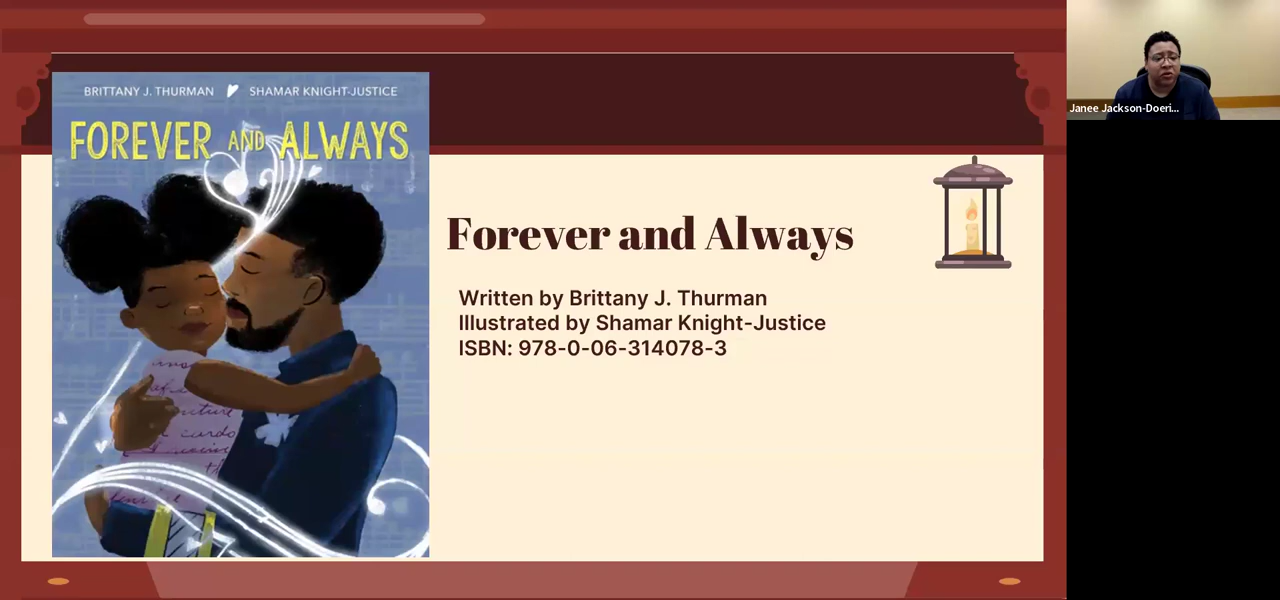 BRITTANY J. THURMAN SHAMAR KNIGHT-JUSTICE
FOREVER AND ALWAYS
Forever and Always
Written by Brittany J. Thurman
Illustrated by Shamar Knight-Justice
ISBN: 978-0-06-314078-3
Janee Jackson-Doeri...